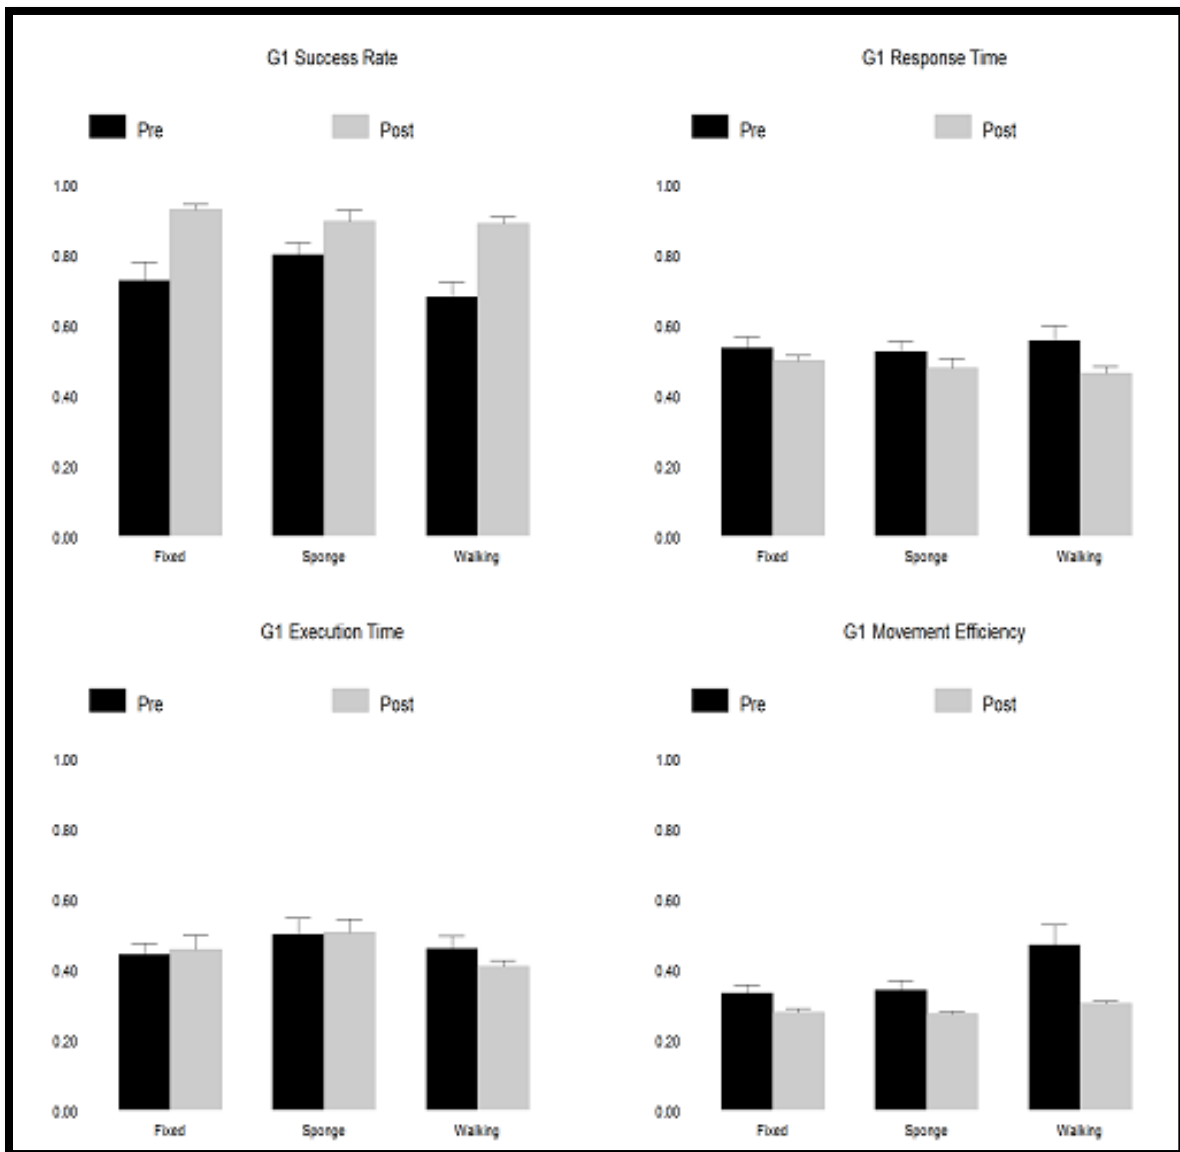 G1 Success Rate
Pre Post
1.00
0.80
0.60
0.40
0.20
0.00
Fixed Sponge Walking
G1 Response Time
Pre Post
1.00
0.80
0.60
0.40
0.20
0.00
Fixed Sponge Walking
G1 Execution Time
Pre Post
1.00
0.80
0.60
0.40
0.20
0.00
Fixed Sponge Walking
G1 Movement Efficiency
Pre Post
1.00
0.80
0.60
0.40
0.20
0.00
Fixed Sponge Walking